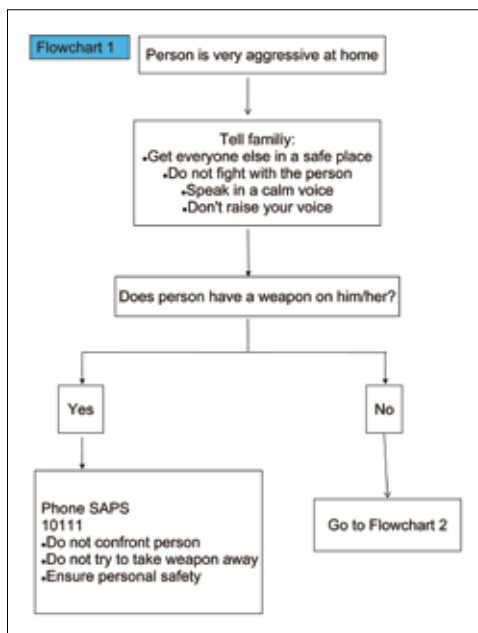 Flowchart 1
Person is very aggressive at home
Tell familiy:
•Get everyone else in a safe place
•Do not fight with the person
•Speak in a calm voice
•Don't raise your voice
Does person have a weapon on him/her?
Yes
No
Phone SAPS
10111
•Do not confront person
•Do not try to take weapon away
•Ensure personal safety
Go to Flowchart 2